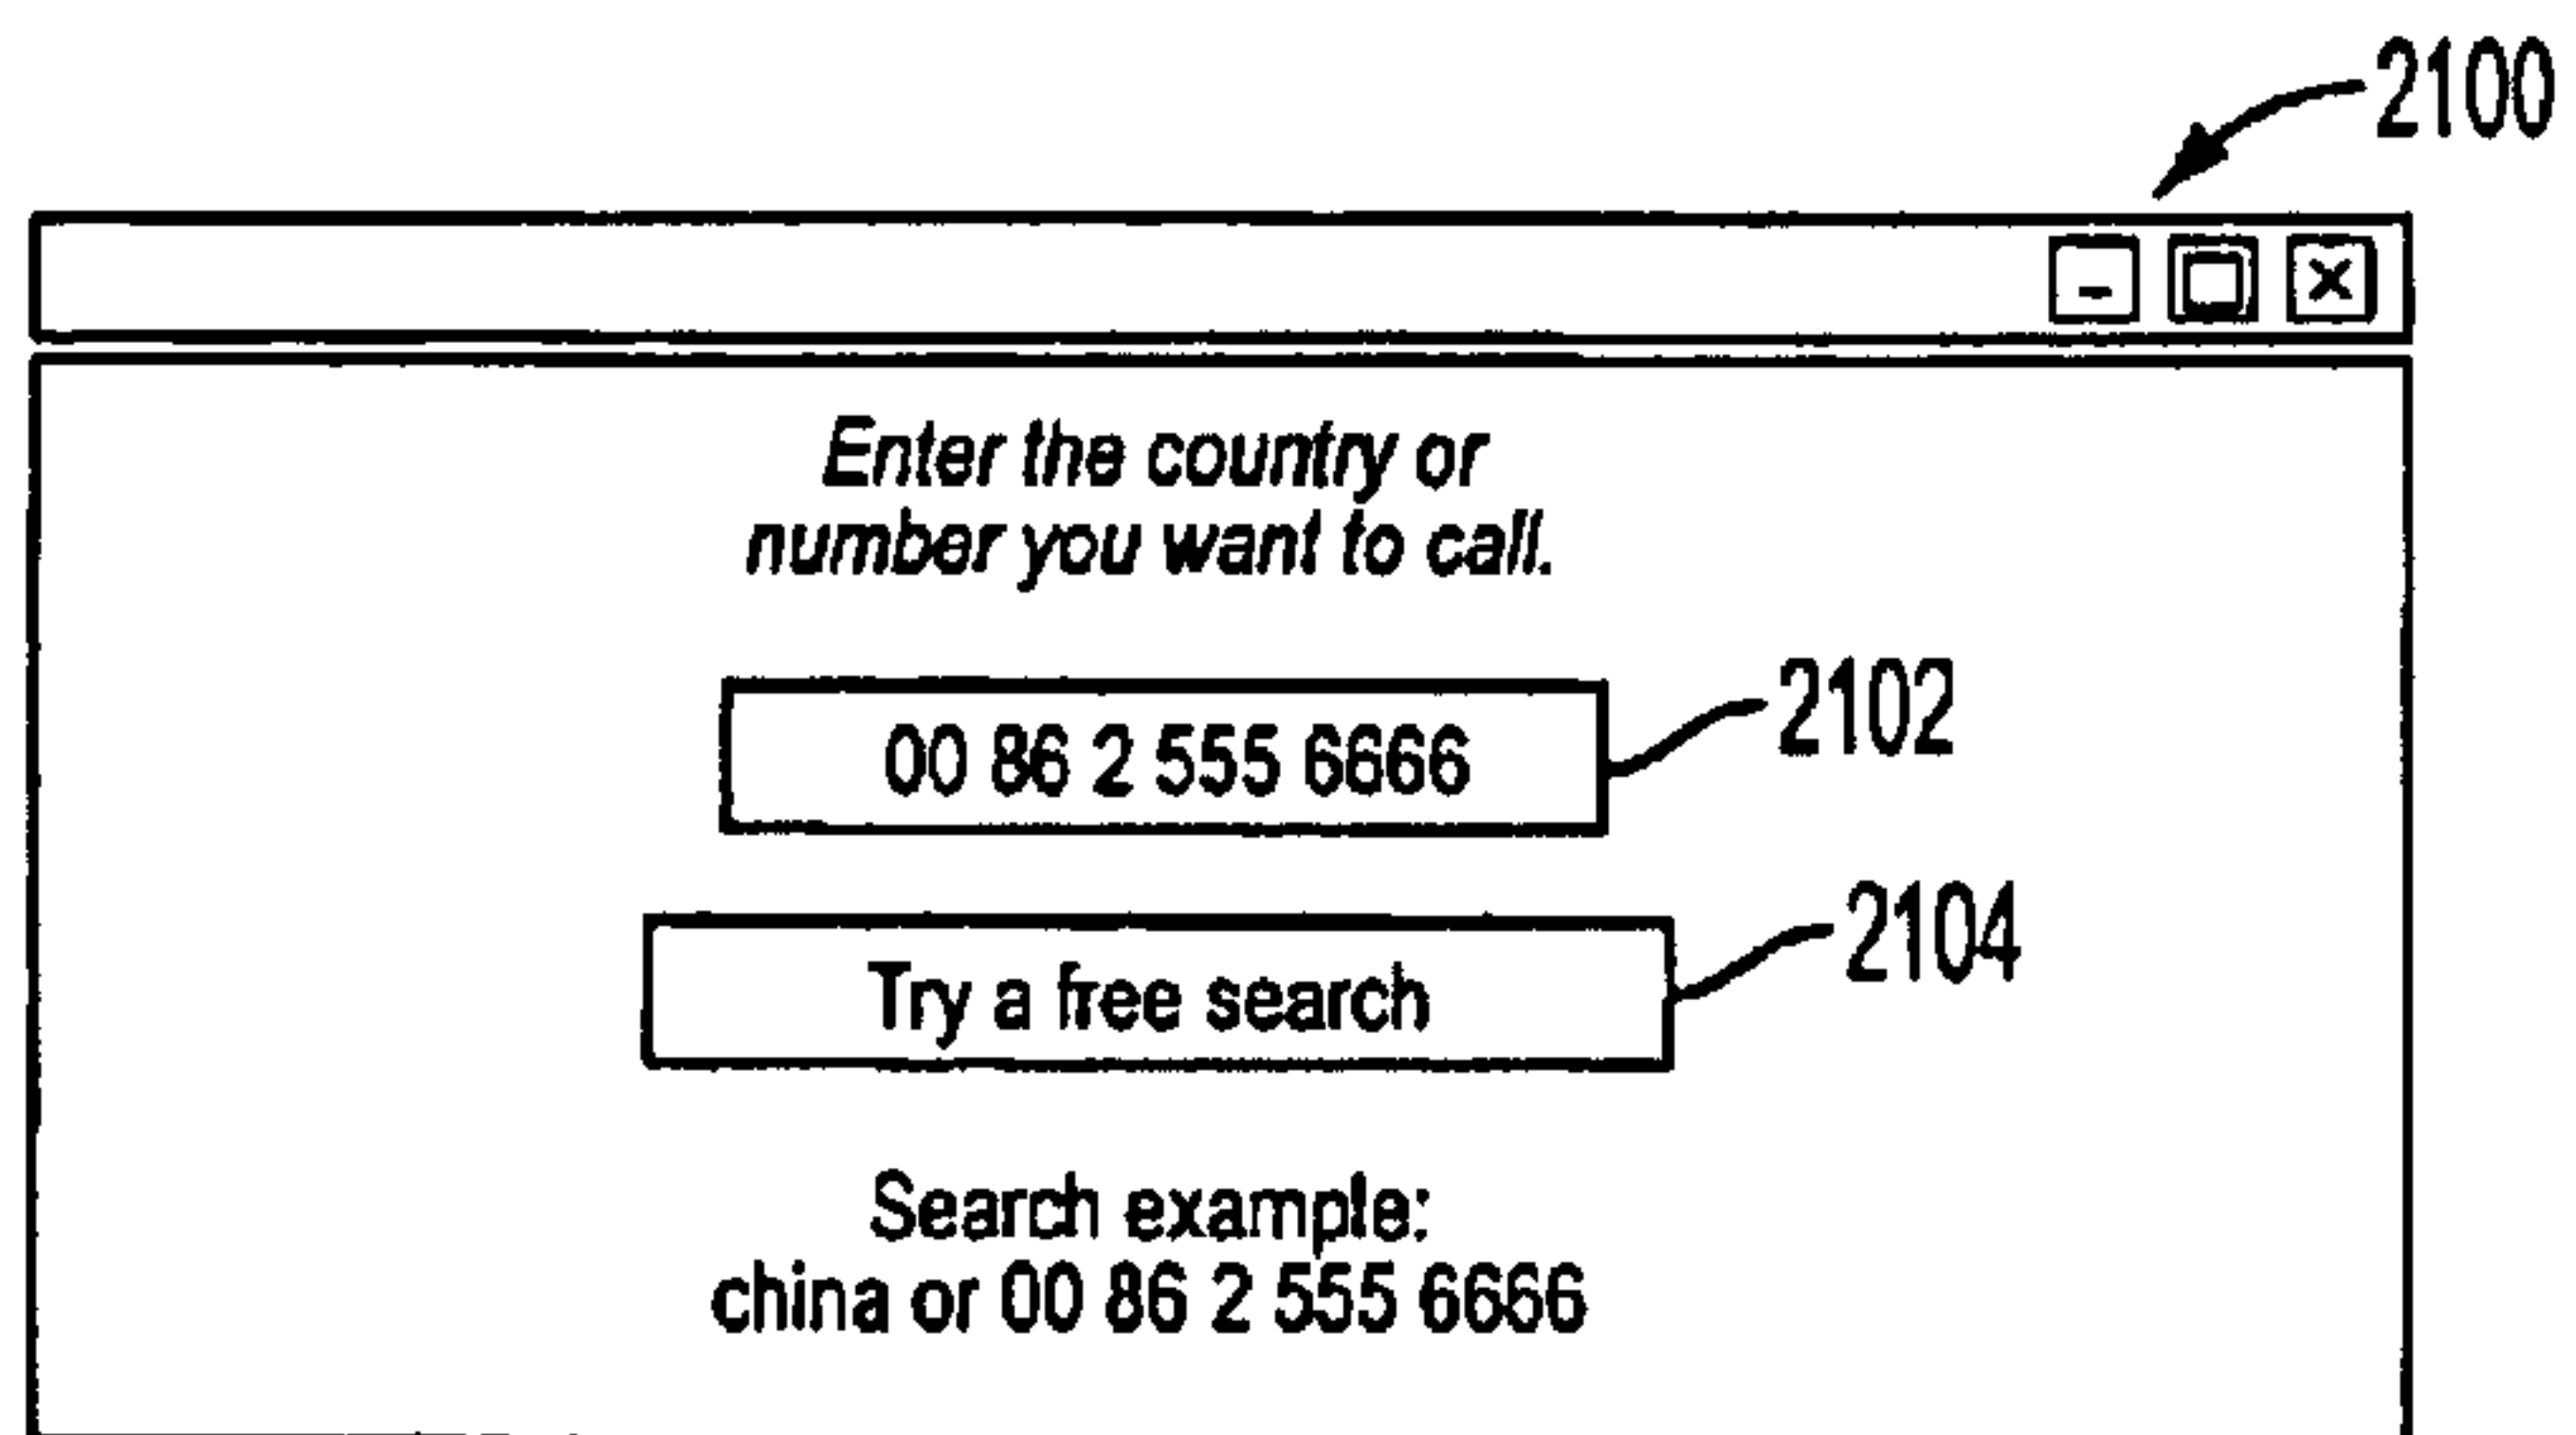 2100
Enter the country or
number you want to call.
00 86 2 555 6666
2102
Try a free search
2104
Search example:
china or 00 86 2 555 6666